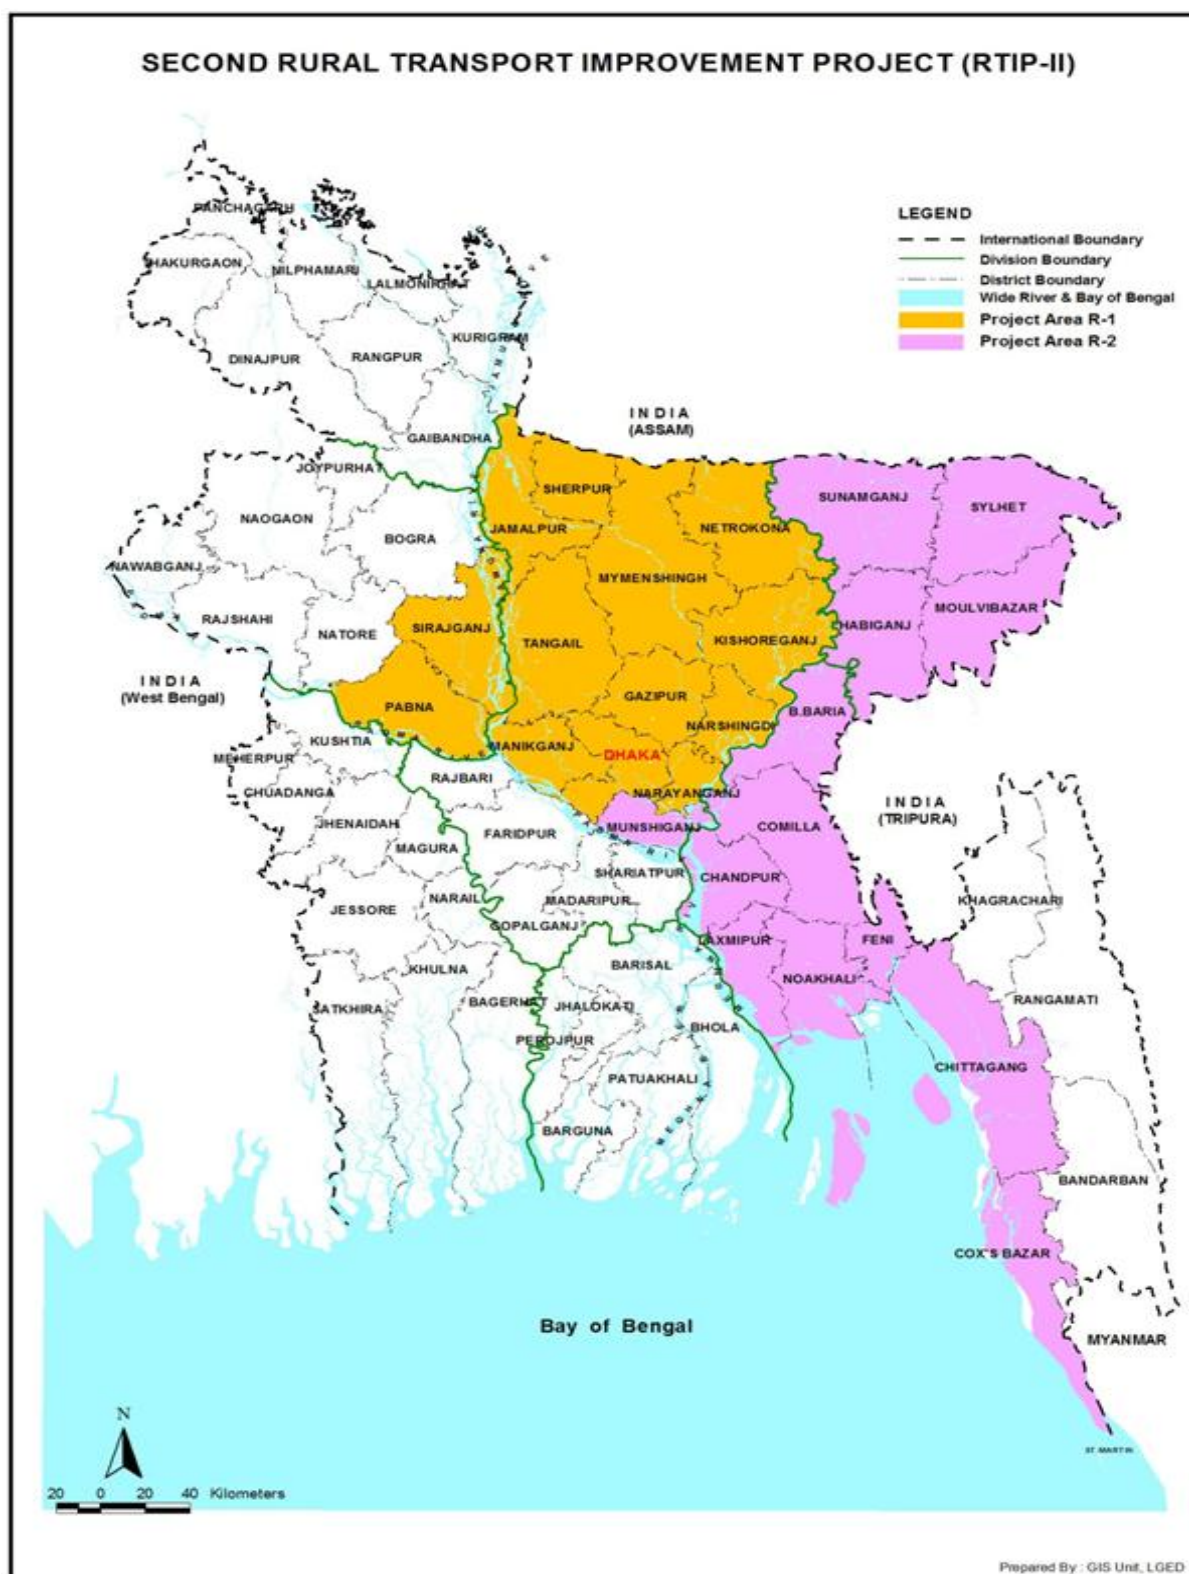 SECOND RURAL TRANSPORT IMPROVEMENT PROJECT (RTIP-II)
LEGEND
International Boundary
Division Boundary
District Boundary
Wide River & Bay of Bengal
Project Area R-1
Project Area R-2
PANCHAGARH
HAKURGAON
NILPHAMARI
LALMONIRHAT
KURIGRAM
DINAJPUR
RANGPUR
GAIBANDHA
INDIA
(ASSAM)
JOYPURHAT
NAOGAON
BOGRA
NAWABGANJ
RAJSHAHI
NATORE
SHERPUR
JAMALPUR
NETROKONA
SUNAMGANJ
SYLHET
MYMENSHINGH
SIRAJGANJ
TANGAIL
KISHOREGANJ
HABIGANJ
MOULVIBAZAR
INDIA
(West Bengal)
PABNA
GAZIPUR
NARSHINGDI
B.BARIA
KUSHTIA
MANIKGANJ
DHAKA
MEHERPUR
RAJBARI
CHUADANGA
NARAYANGANJ
INDIA
(TRIPURA)
JHENAIDAH
FARIDPUR
MUNSHIGANJ
COMILLA
MAGURA
SHARIATPUR
CHANDPUR
JESSORE
NARAIL
MADARIPUR
KHAGRACHARI
GOPALGANJ
LAXMIPUR
FENI
KHULNA
BARISAL
NOAKHALI
SATKHIRA
BAGERHAT
JHALOKATI
RANGAMATI
BHOLA
PEROJPUR
CHITTAGANG
PATUAKHALI
BARGUNA
BANDARBAN
COX'S BAZAR
Bay of Bengal
MYANMAR
ST. MARTIN
N
20 0 20 40 Kilometers
Prepared By : GIS Unit, LGED